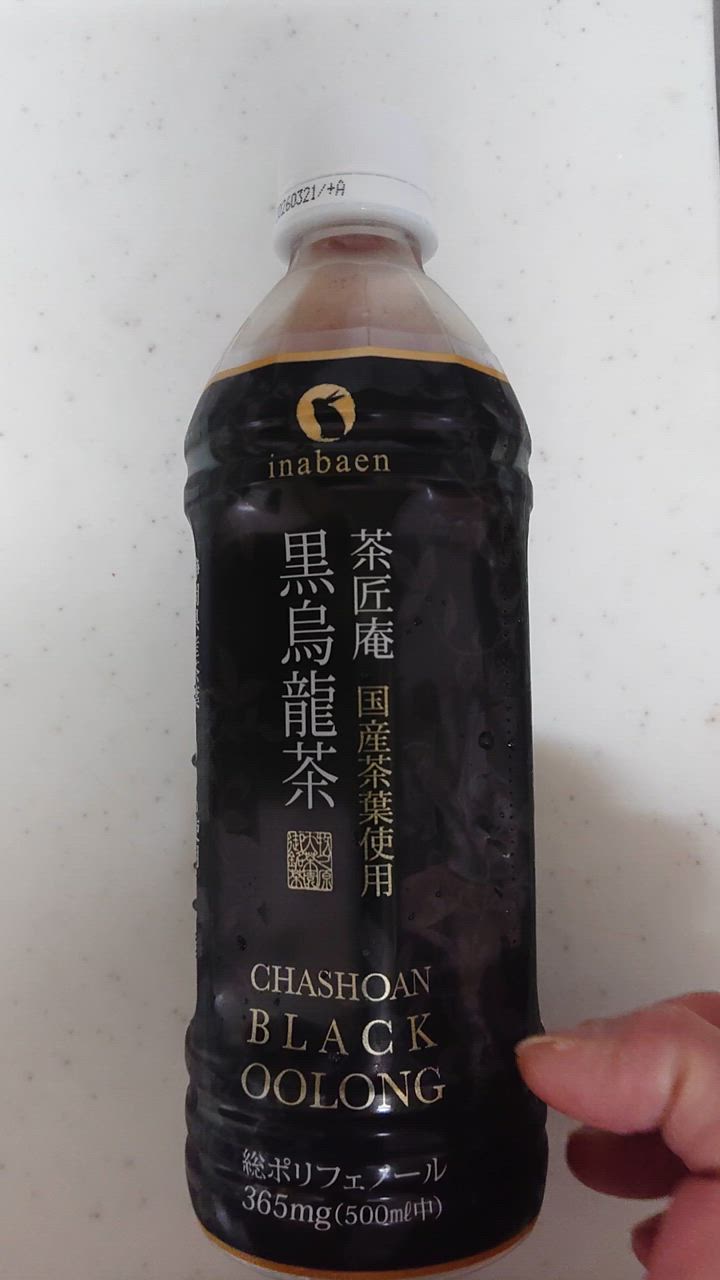 260321/+A
inabaen
茶匠庵 国産茶葉使用
黒烏龍茶
CHASHOAN
BLACK
OOLONG
総ポリフェノール
365mg(500ml中)